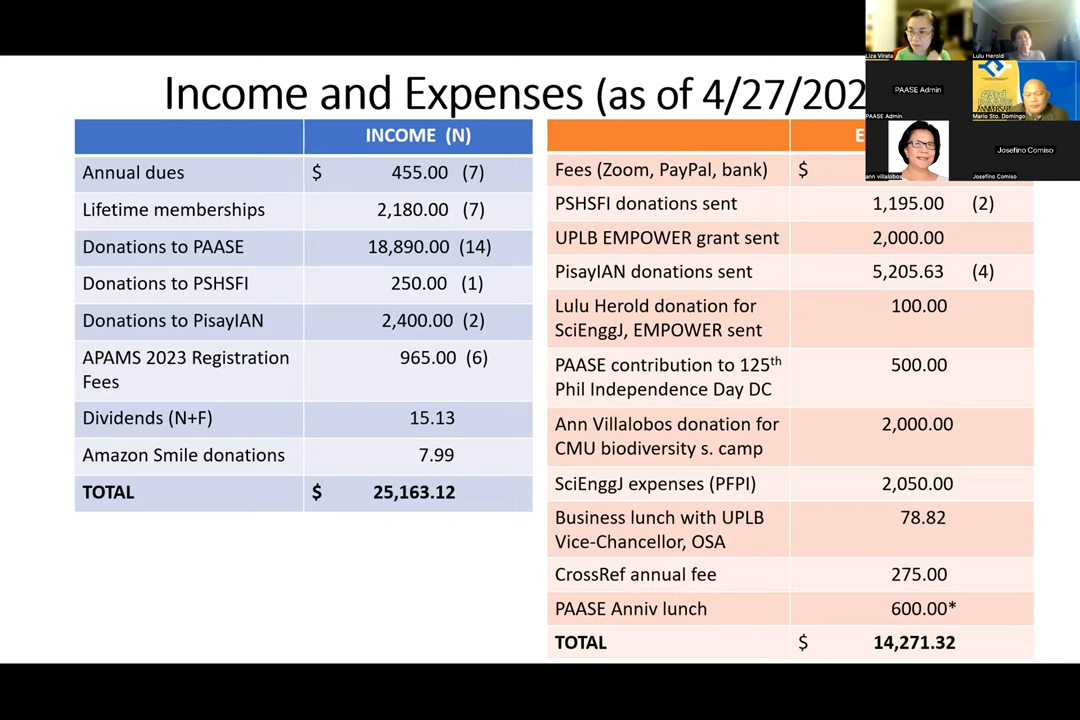 Income and Expenses (as of 4/27/202
INCOME (N)
Annual dues $ 455.00 (7)
Lifetime memberships 2,180.00 (7)
Donations to PAASE 18,890.00 (14)
Donations to PSHSFI 250.00 (1)
Donations to PisayIAN 2,400.00 (2)
APAMS 2023 Registration 965.00 (6)
Fees
Dividends (N+F) 15.13
Amazon Smile donations 7.99
TOTAL $ 25,163.12
E
Fees (Zoom, PayPal, bank) $
PSHSFI donations sent 1,195.00 (2)
UPLB EMPOWER grant sent 2,000.00
PisayIAN donations sent 5,205.63 (4)
Lulu Herold donation for 100.00
SciEnggJ, EMPOWER sent
PAASE contribution to 125th 500.00
Phil Independence Day DC
Ann Villalobos donation for 2,000.00
CMU biodiversity s. camp
SciEnggJ expenses (PFPI) 2,050.00
Business lunch with UPLB 78.82
Vice-Chancellor, OSA
CrossRef annual fee 275.00
PAASE Anniv lunch 600.00*
TOTAL $ 14,271.32
Liza Virata
Lulu Herold
PAASE Admin
PAASE Admin
43rd
PAASE
ANNIVERSARY
Mario Sto. Domingo
ann villalobos
Josefino Comiso
Josefino Comiso